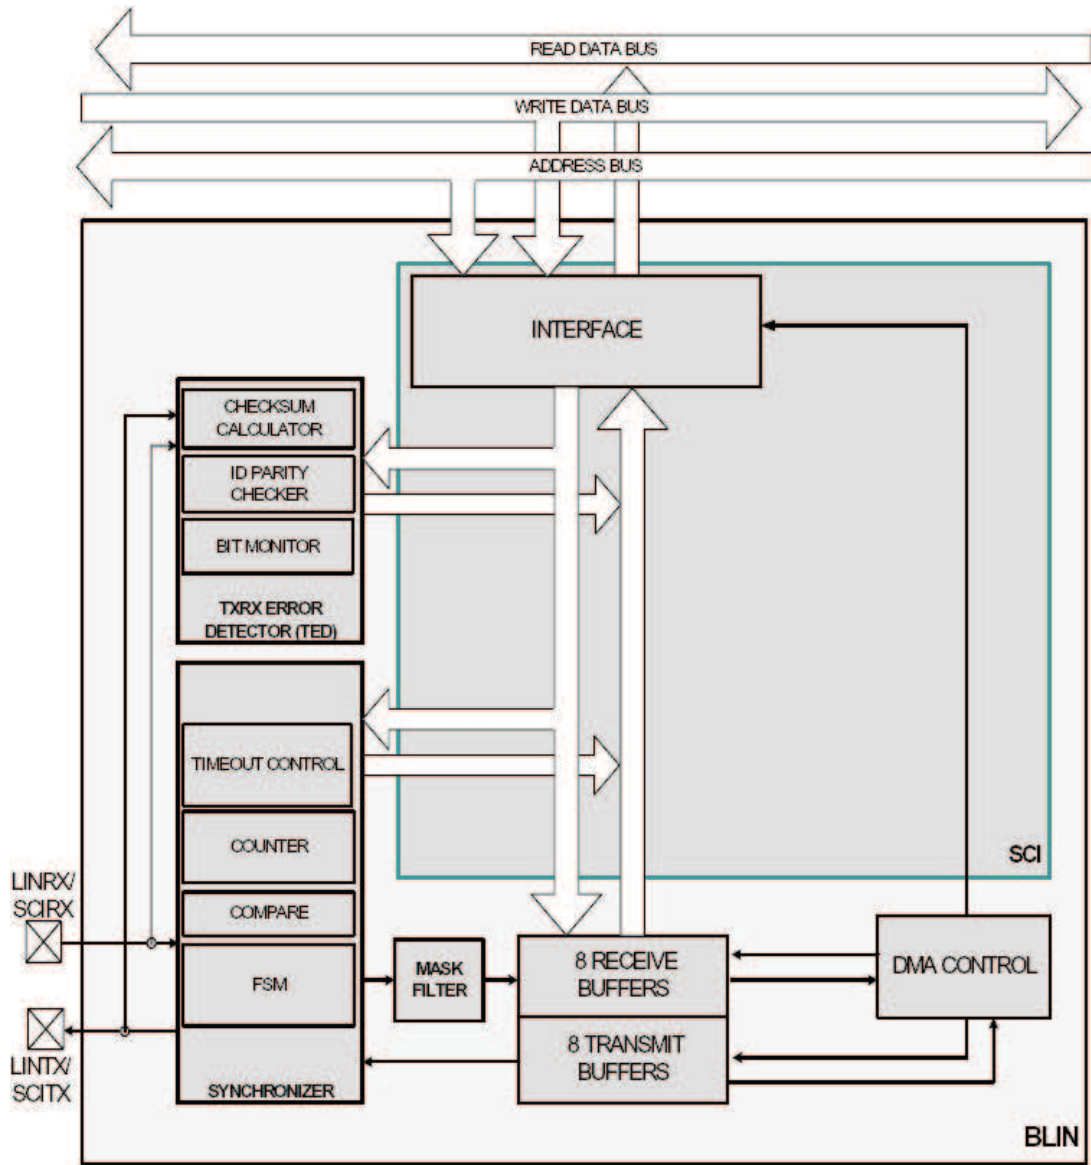 READ DATA BUS
WRITE DATA BUS
ADDRESS BUS
INTERFACE
CHECKSUM
CALCULATOR
ID PARITY
CHECKER
BIT MONITOR
TXRX ERROR
DETECTOR (TED)
TIMEOUT CONTROL
COUNTER
COMPARE
FSM
SYNCHRONIZER
LINRX/
SCIRX
LINTX/
SCITX
MASK
FILTER
8 RECEIVE
BUFFERS
8 TRANSMIT
BUFFERS
SCI
DMA CONTROL
BLIN